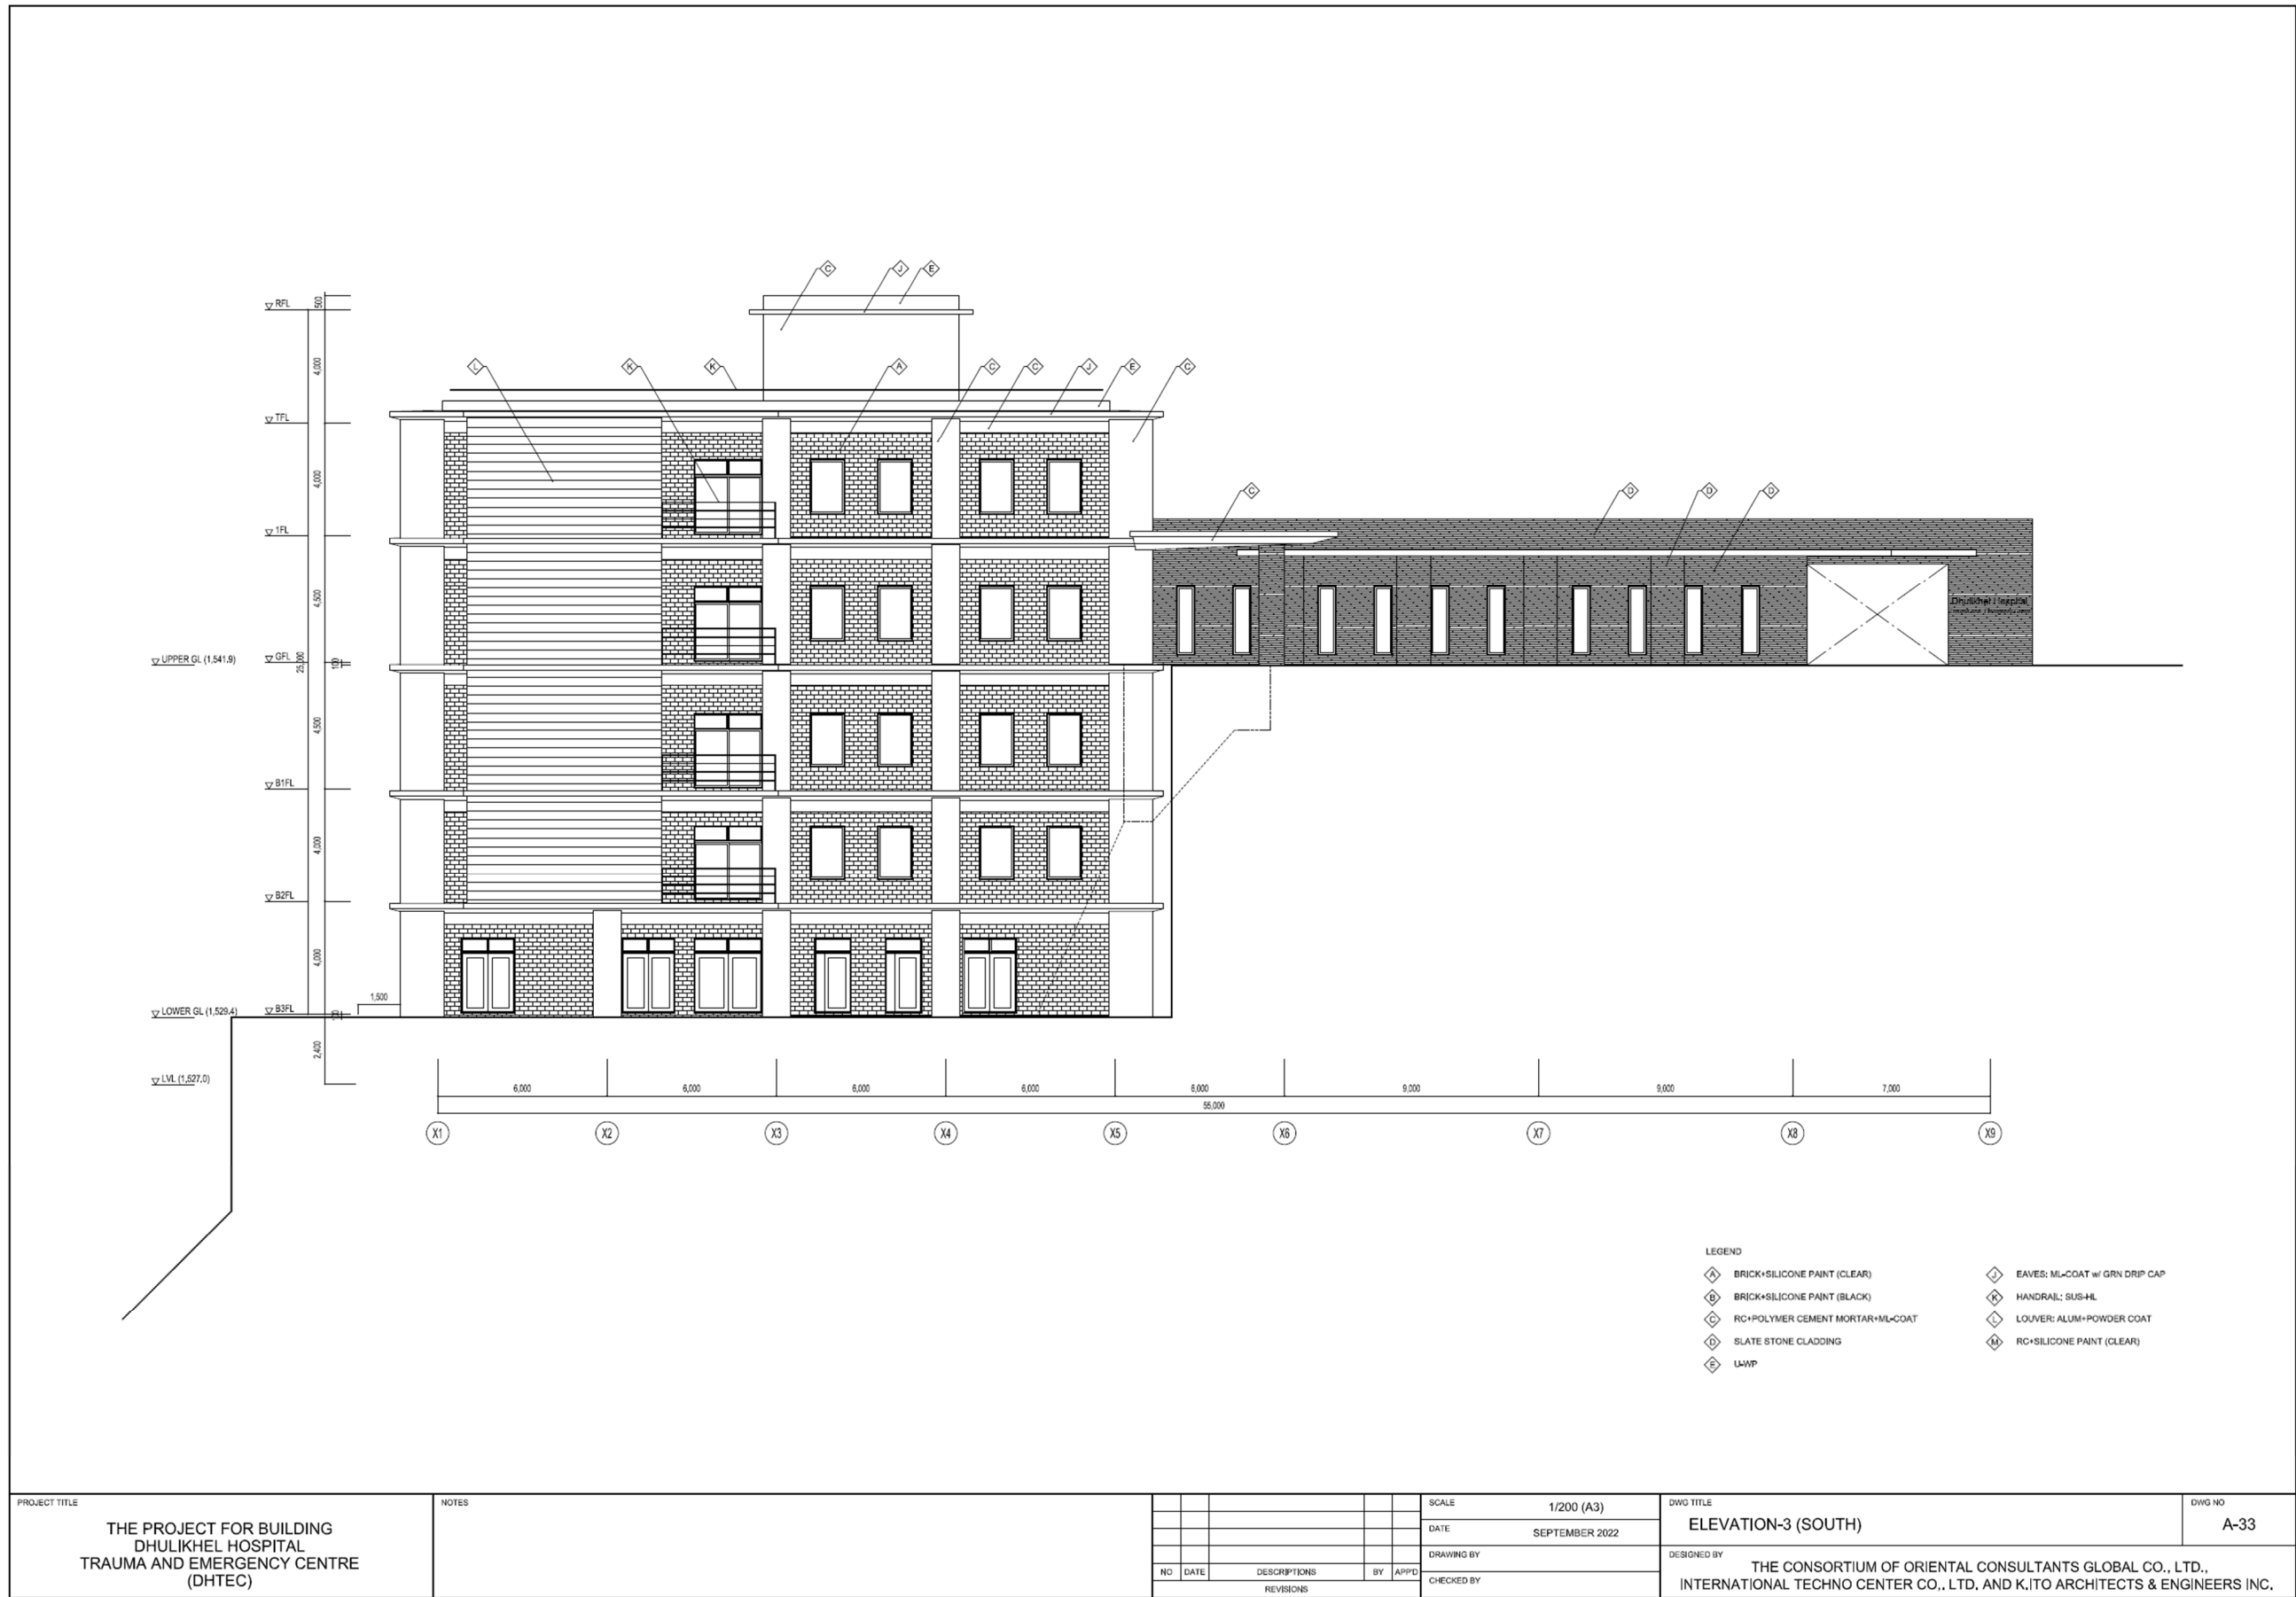 C J E
RFL
500
4,000
L K K A C C J E C
TFL
4,000
C D D D
1FL
4,500
Dhulikhel Hospital
UPPER GL (1,541.9)
GFL
25,000
100
4,500
B1FL
4,000
B2FL
4,000
1,500
LOWER GL (1,529.4)
B3FL
100
2,400
LVL (1,527.0)
6,000 6,000 6,000 6,000 6,000 9,000 9,000 7,000
55,000
X1 X2 X3 X4 X5 X6 X7 X8 X9
LEGEND
A BRICK+SILICONE PAINT (CLEAR)
B BRICK+SILICONE PAINT (BLACK)
C RC+POLYMER CEMENT MORTAR+ML-COAT
D SLATE STONE CLADDING
E U-WP
J EAVES: ML-COAT w/ GRN DRIP CAP
K HANDRAIL: SUS-HL
L LOUVER: ALUM+POWDER COAT
M RC+SILICONE PAINT (CLEAR)
PROJECT TITLE
THE PROJECT FOR BUILDING
DHULIKHEL HOSPITAL
TRAUMA AND EMERGENCY CENTRE
(DHTEC)
NOTES
NO DATE DESCRIPTIONS BY APP'D
REVISIONS
SCALE 1/200 (A3)
DATE SEPTEMBER 2022
DRAWING BY
CHECKED BY
DWG TITLE
ELEVATION-3 (SOUTH)
DWG NO
A-33
DESIGNED BY
THE CONSORTIUM OF ORIENTAL CONSULTANTS GLOBAL CO., LTD.,
INTERNATIONAL TECHNO CENTER CO., LTD. AND K.ITO ARCHITECTS & ENGINEERS INC.